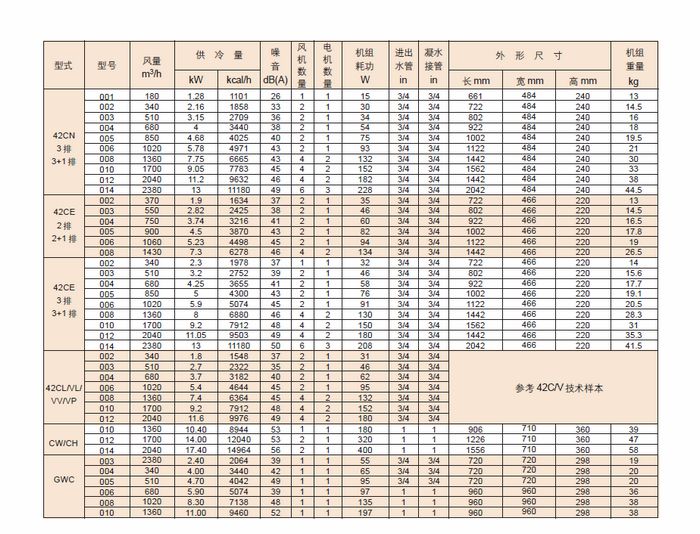 型式 型号 风量 m³/h 供冷量 噪音 dB(A) 风机数量 电机数量 机组耗功 W 进出水管 in 凝水接管 in 外形尺寸 机组重量 kg
kW kcal/h 长 mm 宽 mm 高 mm
42CN 3 排 3+1 排
001 180 1.28 1101 26 1 1 15 3/4 3/4 661 484 240 13
002 340 2.16 1858 33 2 1 30 3/4 3/4 722 484 240 14.5
003 510 3.15 2709 36 2 1 34 3/4 3/4 802 484 240 16
004 680 4 3440 38 2 1 54 3/4 3/4 922 484 240 18
005 850 4.68 4025 40 2 1 75 3/4 3/4 1002 484 240 19.5
006 1020 5.78 4971 43 2 1 93 3/4 3/4 1122 484 240 21
008 1360 7.75 6665 43 4 2 132 3/4 3/4 1442 484 240 30
010 1700 9.05 7783 45 4 2 152 3/4 3/4 1562 484 240 33
012 2040 11.2 9632 46 4 2 182 3/4 3/4 1442 484 240 38
014 2380 13 11180 49 6 3 228 3/4 3/4 2042 484 240 44.5
42CE 2 排 2+1 排
002 370 1.9 1634 37 2 1 35 3/4 3/4 722 466 220 13
003 550 2.82 2425 38 2 1 46 3/4 3/4 802 466 220 14.5
004 750 3.74 3216 41 2 1 60 3/4 3/4 922 466 220 16.5
005 900 4.5 3870 43 2 1 82 3/4 3/4 1002 466 220 17.8
006 1060 5.23 4498 45 2 1 94 3/4 3/4 1122 466 220 19
008 1430 7.3 6278 46 4 2 134 3/4 3/4 1442 466 220 26.5
42CE 3 排 3+1 排
002 340 2.3 1978 37 1 1 32 3/4 3/4 722 466 220 14
003 510 3.2 2752 39 2 1 46 3/4 3/4 802 466 220 15.6
004 680 4.25 3655 41 2 1 58 3/4 3/4 922 466 220 17.7
005 850 5 4300 43 2 1 76 3/4 3/4 1002 466 220 19.1
006 1020 5.9 5074 45 2 1 91 3/4 3/4 1122 466 220 20.5
008 1360 8 6880 46 4 2 130 3/4 3/4 1442 466 220 28.3
010 1700 9.2 7912 48 4 2 150 3/4 3/4 1562 466 220 31
012 2040 11.05 9503 49 4 2 180 3/4 3/4 1442 466 220 35.3
014 2380 13 11180 50 6 3 208 3/4 3/4 2042 466 220 41.5
42CL/VL/ VV/VP
002 340 1.8 1548 37 2 1 31 3/4 3/4
003 510 2.7 2322 35 2 1 46 3/4 3/4
004 680 3.7 3182 40 2 1 62 3/4 3/4
006 1020 5.4 4644 45 2 1 95 3/4 3/4 参考 42C/V 技术样本
008 1360 7.4 6364 45 4 2 132 3/4 3/4
010 1700 9.2 7912 48 4 2 152 3/4 3/4
012 2040 11.6 9976 49 4 2 180 3/4 3/4
CW/CH
010 1360 10.40 8944 53 1 1 180 1 1 906 710 360 39
012 1700 14.00 12040 53 2 1 320 1 1 1226 710 360 47
014 2040 17.40 14964 56 2 1 400 1 1 1556 710 360 58
GWC
003 2380 2.40 2064 39 1 1 55 3/4 3/4 720 720 298 19
004 340 4.00 3440 42 1 1 65 3/4 3/4 720 720 298 20
005 510 4.70 4042 49 1 1 95 3/4 3/4 720 720 298 20
006 680 5.90 5074 39 1 1 97 1 1 960 960 298 36
008 1020 8.30 7138 48 1 1 135 1 1 960 960 298 38
010 1360 11.00 9460 52 1 1 197 1 1 960 960 298 38